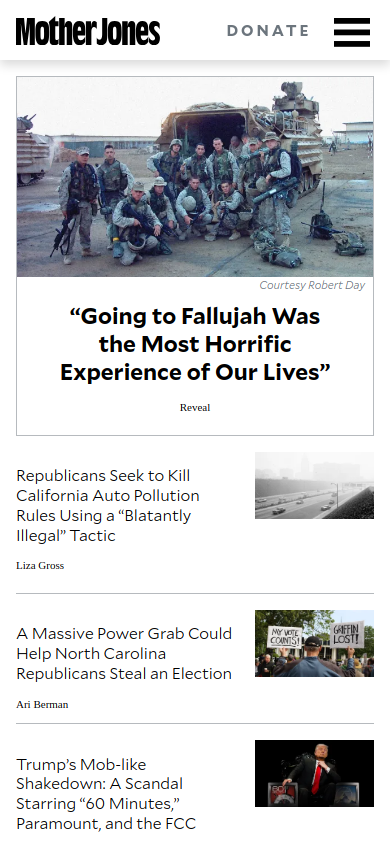 Mother Jones
DONATE
Courtesy Robert Day
“Going to Fallujah Was
the Most Horrific
Experience of Our Lives”
Reveal
Republicans Seek to Kill
California Auto Pollution
Rules Using a “Blatantly
Illegal” Tactic
Liza Gross
A Massive Power Grab Could
Help North Carolina
Republicans Steal an Election
Ari Berman
MY VOTE
COUNTS!
GRIFFIN
LOST!
Trump’s Mob-like
Shakedown: A Scandal
Starring “60 Minutes,”
Paramount, and the FCC